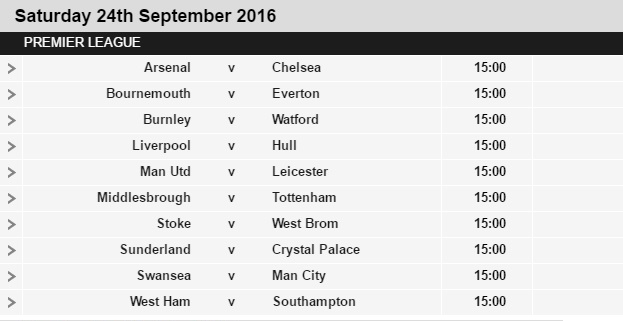 Saturday 24th September 2016
PREMIER LEAGUE
Arsenal v Chelsea 15:00
Bournemouth v Everton 15:00
Burnley v Watford 15:00
Liverpool v Hull 15:00
Man Utd v Leicester 15:00
Middlesbrough v Tottenham 15:00
Stoke v West Brom 15:00
Sunderland v Crystal Palace 15:00
Swansea v Man City 15:00
West Ham v Southampton 15:00